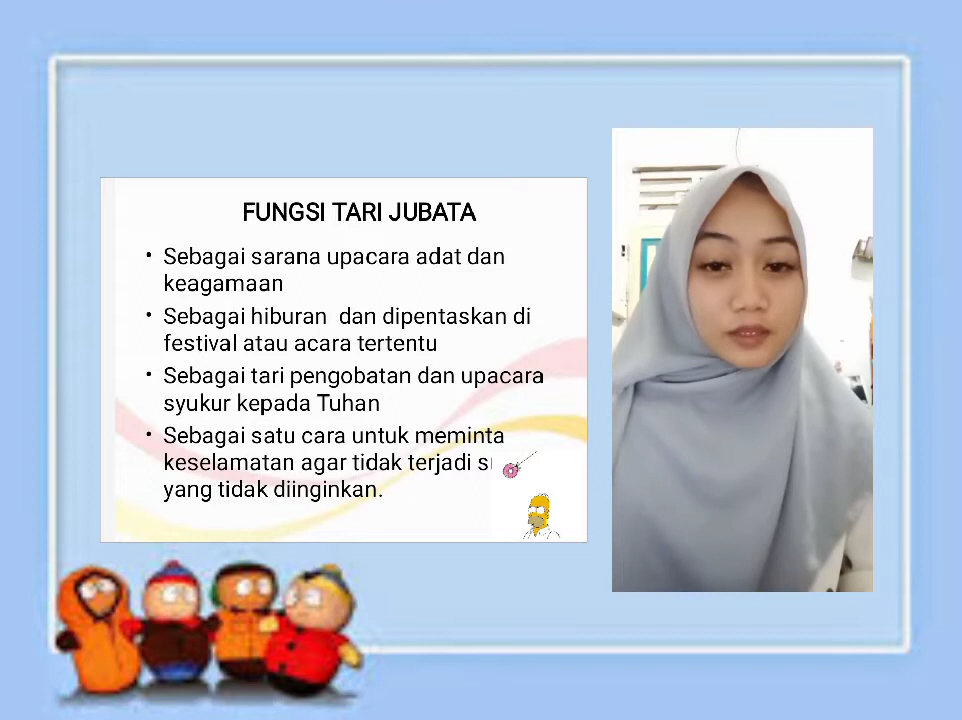 FUNGSI TARI JUBATA
• Sebagai sarana upacara adat dan
keagamaan
• Sebagai hiburan dan dipentaskan di
festival atau acara tertentu
• Sebagai tari pengobatan dan upacara
syukur kepada Tuhan
• Sebagai satu cara untuk meminta
keselamatan agar tidak terjadi
yang tidak diinginkan.